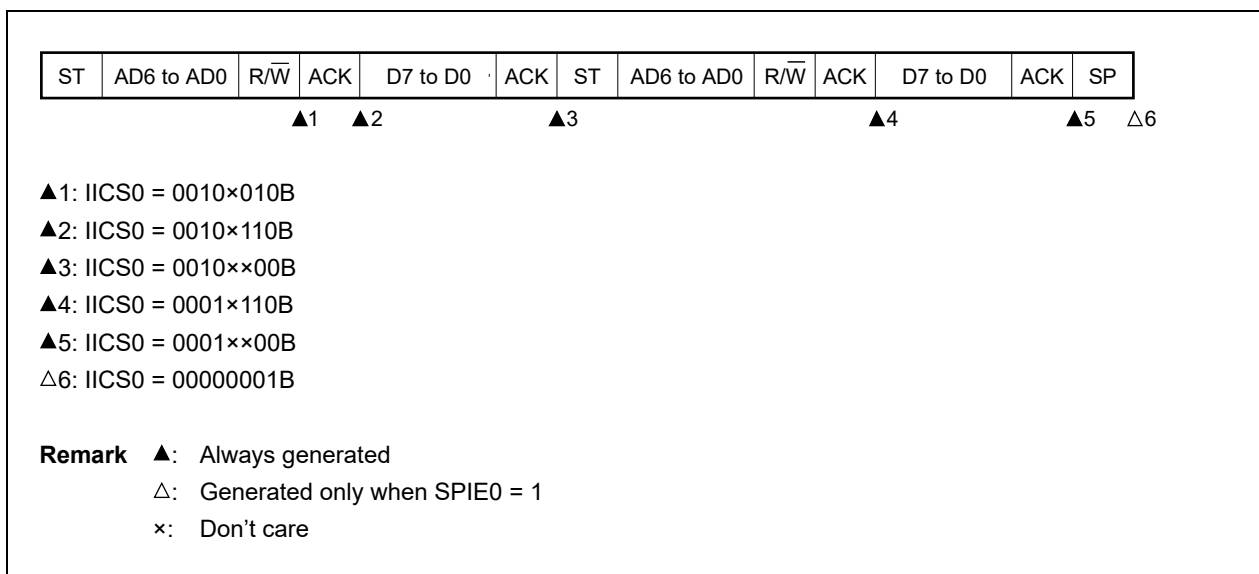 ST AD6 to AD0 R/W̅ ACK D7 to D0 ACK ST AD6 to AD0 R/W̅ ACK D7 to D0 ACK SP
▲1 ▲2 ▲3 ▲4 ▲5 △6
▲1: IICS0 = 0010×010B
▲2: IICS0 = 0010×110B
▲3: IICS0 = 0010××00B
▲4: IICS0 = 0001×110B
▲5: IICS0 = 0001××00B
△6: IICS0 = 00000001B
Remark ▲: Always generated
△: Generated only when SPIE0 = 1
×: Don’t care